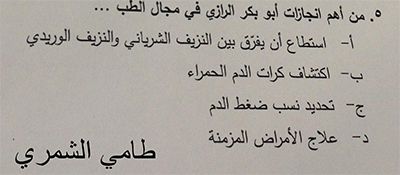 ٥. من أهم انجازات أبو بكر الرازي في مجال الطب ...
أ- استطاع أن يفرّق بين النزيف الشرياني والنزيف الوريدي
ب- اكتشاف كرات الدم الحمراء
ج- تحديد نسب ضغط الدم
د- علاج الأمراض المزمنة
طامي الشمري